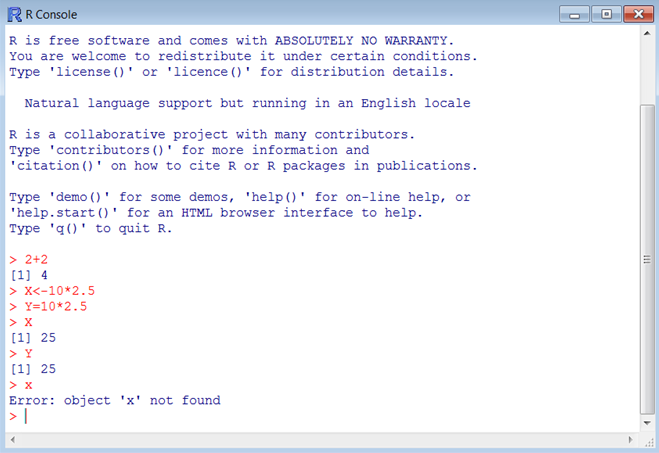 R Console
R is free software and comes with ABSOLUTELY NO WARRANTY.
You are welcome to redistribute it under certain conditions.
Type 'license()' or 'licence()' for distribution details.
  Natural language support but running in an English locale
R is a collaborative project with many contributors.
Type 'contributors()' for more information and
'citation()' on how to cite R or R packages in publications.
Type 'demo()' for some demos, 'help()' for on-line help, or
'help.start()' for an HTML browser interface to help.
Type 'q()' to quit R.
> 2+2
[1] 4
> X<-10*2.5
> Y=10*2.5
> X
[1] 25
> Y
[1] 25
> x
Error: object 'x' not found
>